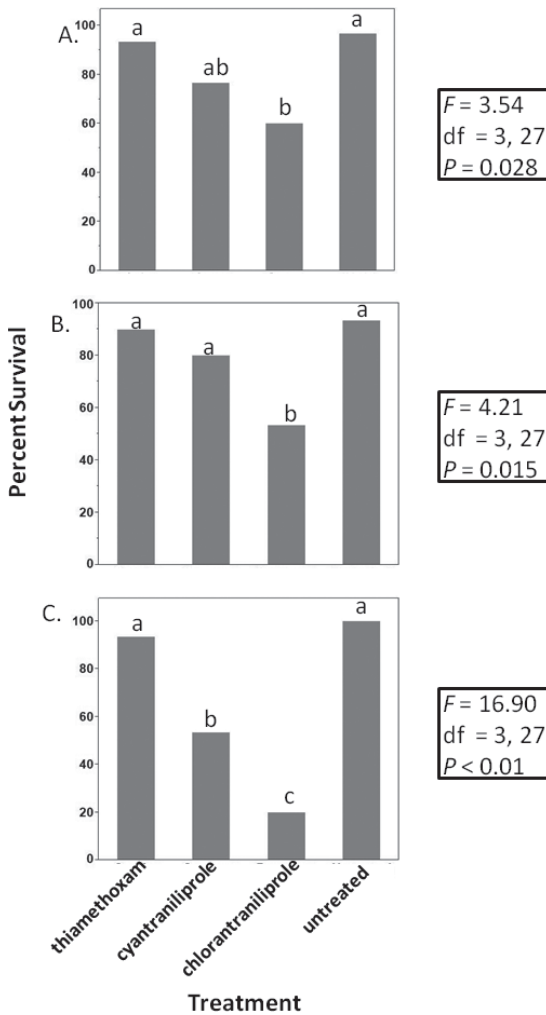 A.
100
80
60
40
20
0
a
ab
b
a
F = 3.54
df = 3, 27
P = 0.028
B.
100
80
60
40
20
0
a
a
b
a
F = 4.21
df = 3, 27
P = 0.015
Percent Survival
C.
100
80
60
40
20
0
a
b
c
a
F = 16.90
df = 3, 27
P < 0.01
thiamethoxam
cyantraniliprole
chlorantraniliprole
untreated
Treatment